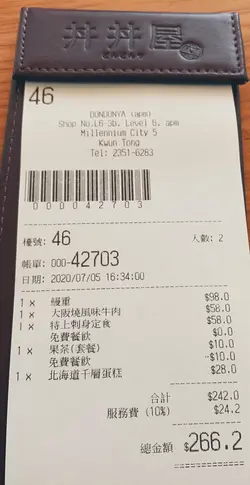 丼丼屋
46
DONDONYA (apm)
Shop No.L6-3b, Level 6, apm
Millennium City 5
Kwun Tong
Tel: 2351-6283
000042703
檯號: 46 人數: 2
帳單: 000-42703
日期: 2020/07/05 16:34:00
1× 鰻重 $98.0
1× 大阪燒風味牛肉 $58.0
1× 特上刺身定食 $58.0
免費餐飲 $0.0
1× 果茶(套餐) $10.0
免費餐飲 $10.0
1× 北海道千層蛋糕 $28.0
合計: $242.0
服務費 (10%) $24.2
總金額 $266.2